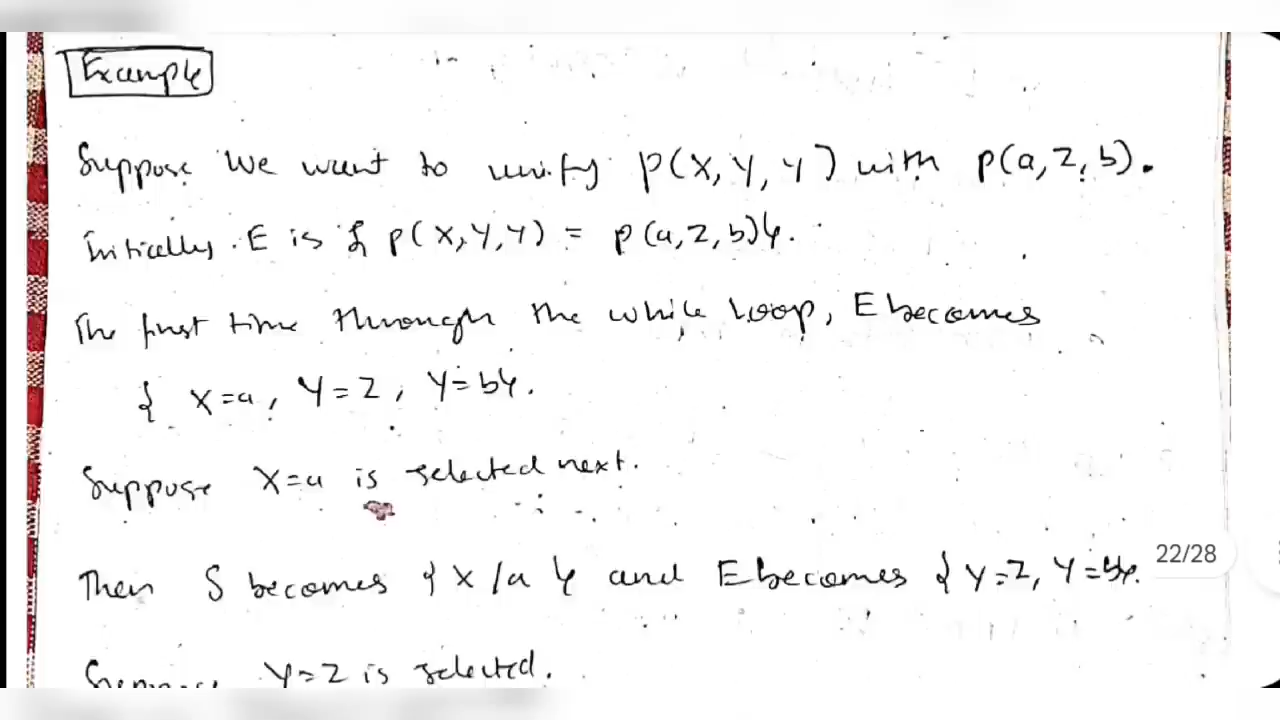 Example
Suppose we want to unify p(X, Y, Y) with p(a, Z, b).
Initially E is { p(X, Y, Y) = p(a, Z, b)}.
The first time through the while loop, E becomes
{ X=a, Y=Z, Y=b}.
Suppose X=a is selected next.
Then S becomes {X/a} and E becomes {Y=Z, Y=b}.
22/28
Suppose Y=Z is selected.